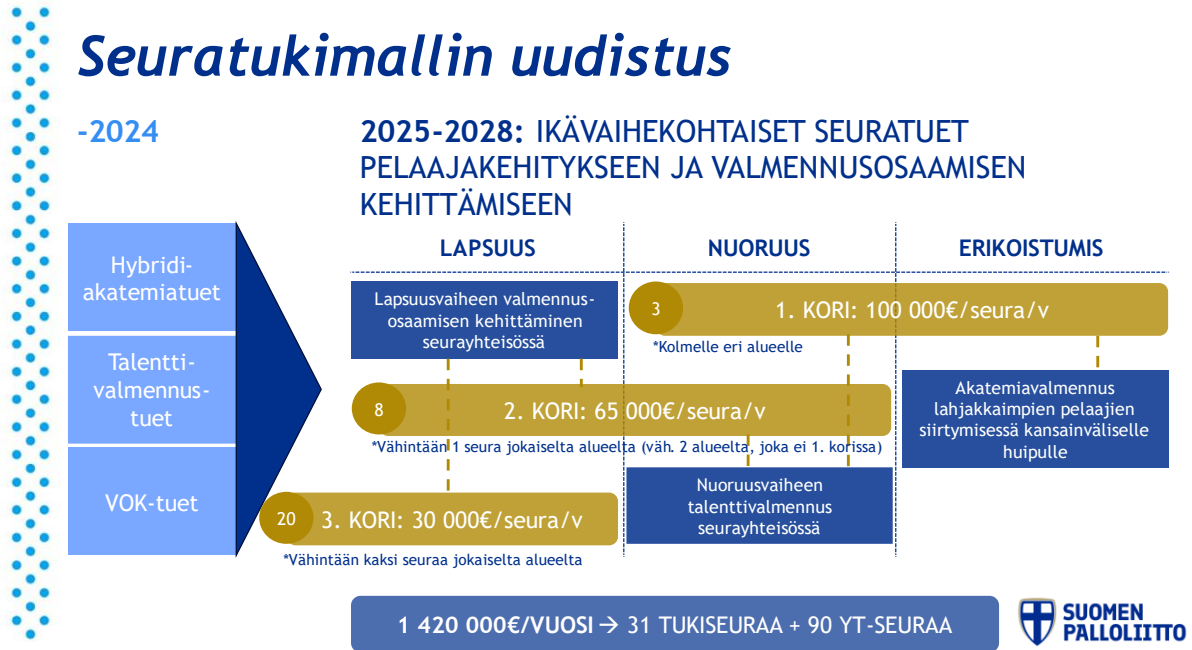 Seuratukimallin uudistus
-2024
2025-2028: IKÄVAIHEKOHTAISET SEURATUET
PELAAJAKEHITYKSEEN JA VALMENNUSOSAAMISEN
KEHITTÄMISEEN
Hybridi-
akatemiatuet
Talentti-
valmennus-
tuet
VOK-tuet
LAPSUUS
NUORUUS
ERIKOISTUMIS
Lapsuusvaiheen valmennus-
osaamisen kehittäminen
seurayhteisössä
3
1. KORI: 100 000€/seura/v
*Kolmelle eri alueelle
8
2. KORI: 65 000€/seura/v
*Vähintään 1 seura jokaiselta alueelta (väh. 2 alueelta, joka ei 1. korissa)
Akatemiavalmennus
lahjakkaimpien pelaajien
siirtymisessä kansainväliselle
huipulle
Nuoruusvaiheen
talenttivalmennus
seurayhteisössä
20
3. KORI: 30 000€/seura/v
*Vähintään kaksi seuraa jokaiselta alueelta
1 420 000€/VUOSI → 31 TUKISEURAA + 90 YT-SEURAA
SUOMEN
PALLOLIITTO